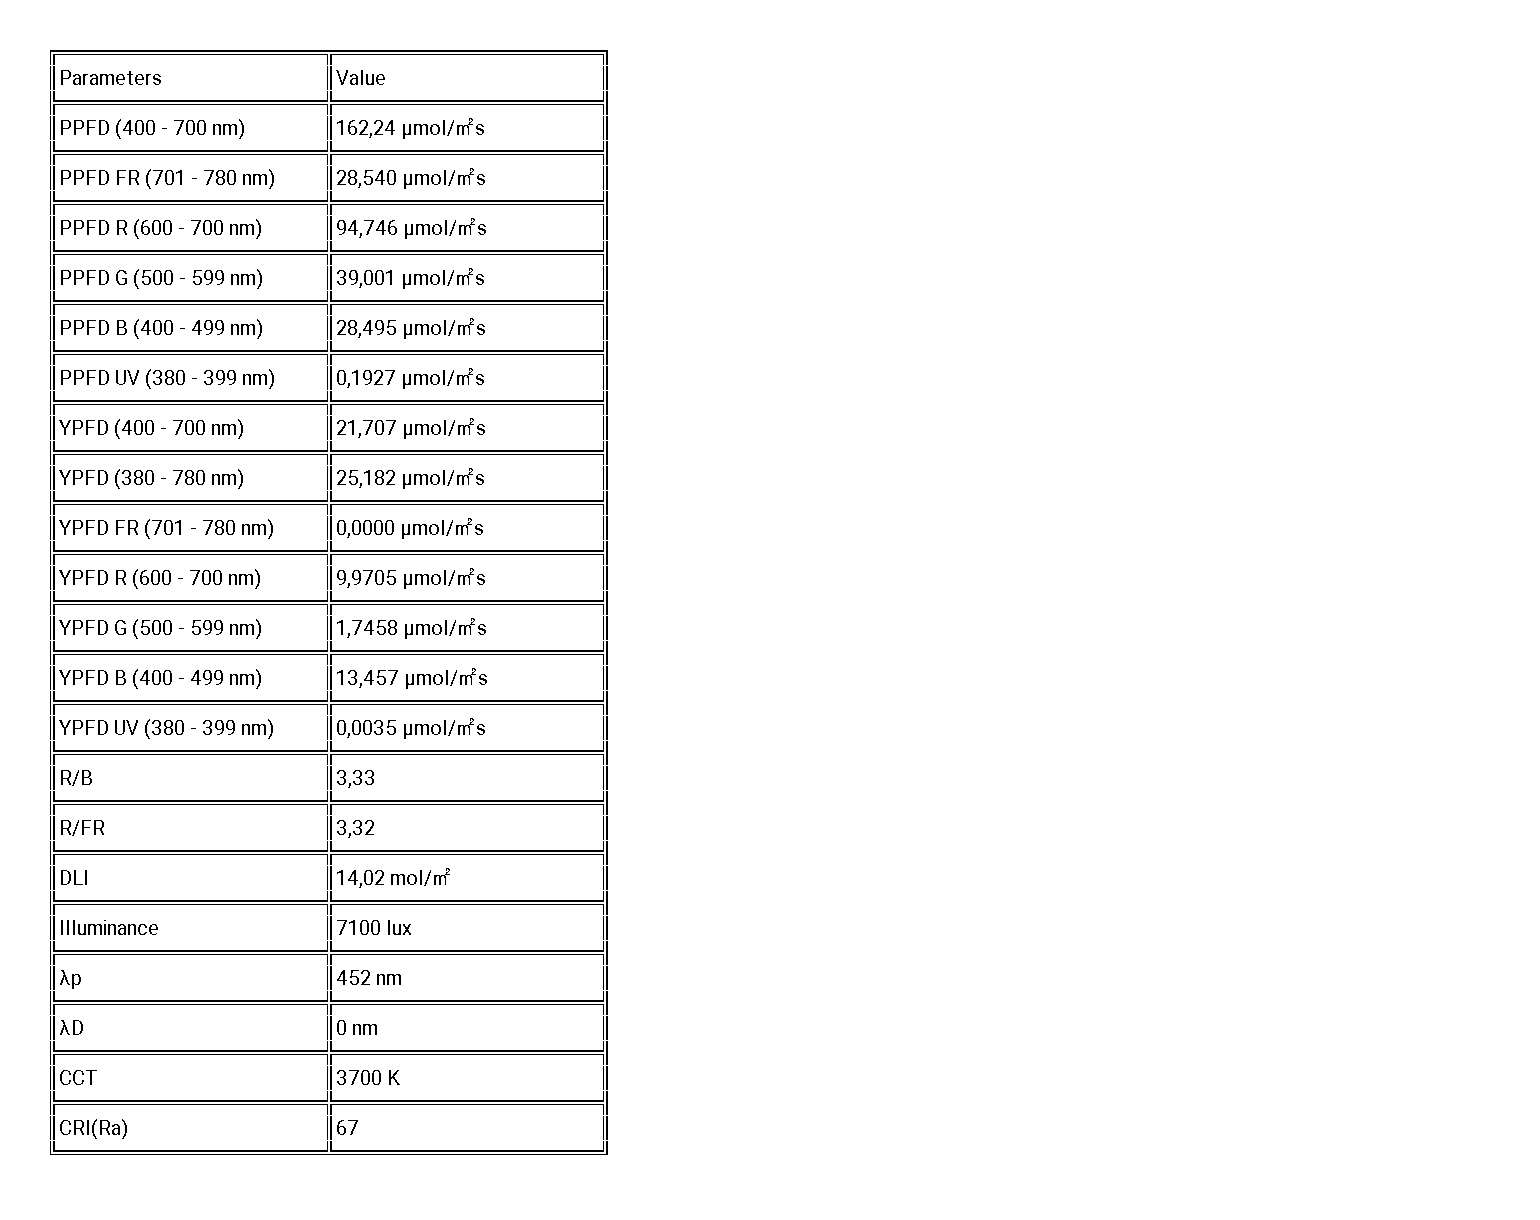 Parameters Value
PPFD (400 - 700 nm) 162,24 µmol/㎡s
PPFD FR (701 - 780 nm) 28,540 µmol/㎡s
PPFD R (600 - 700 nm) 94,746 µmol/㎡s
PPFD G (500 - 599 nm) 39,001 µmol/㎡s
PPFD B (400 - 499 nm) 28,495 µmol/㎡s
PPFD UV (380 - 399 nm) 0,1927 µmol/㎡s
YPFD (400 - 700 nm) 21,707 µmol/㎡s
YPFD (380 - 780 nm) 25,182 µmol/㎡s
YPFD FR (701 - 780 nm) 0,0000 µmol/㎡s
YPFD R (600 - 700 nm) 9,9705 µmol/㎡s
YPFD G (500 - 599 nm) 1,7458 µmol/㎡s
YPFD B (400 - 499 nm) 13,457 µmol/㎡s
YPFD UV (380 - 399 nm) 0,0035 µmol/㎡s
R/B 3,33
R/FR 3,32
DLI 14,02 mol/㎡
Illuminance 7100 lux
λp 452 nm
λD 0 nm
CCT 3700 K
CRI(Ra) 67